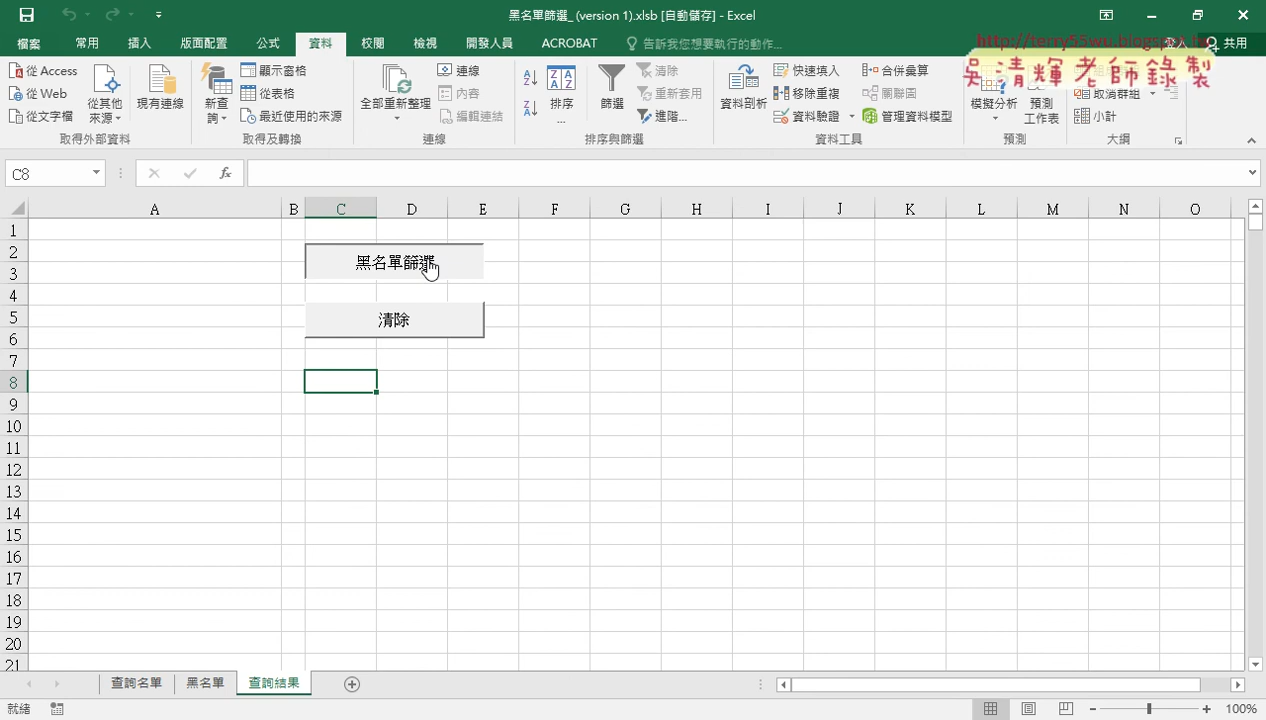 黑名單篩選_ (version 1).xlsb [自動儲存] - Excel
檔案 常用 插入 版面配置 公式 資料 校閱 檢視 開發人員 ACROBAT 告訴我您想要執行的動作... 登入 共用
http://terry55wu.blogspot.tw
吳清輝老師錄製
從 Access
從 Web
從文字檔
從其他
來源
現有連線
取得外部資料
新查
詢
顯示查詢
從表格
最近使用的來源
取得及轉換
全部重新整理
連線
內容
編輯連結
連線
排序
...
篩選
清除
重新套用
進階...
排序與篩選
資料剖析
快速填入
移除重複
資料驗證
合併彙算
關聯圖
管理資料模型
資料工具
模擬分析
預測
工作表
預測
取消群組
小計
大綱
C8
fx
A B C D E F G H I J K L M N O
1
2
3
4
5
6
7
8
9
10
11
12
13
14
15
16
17
18
19
20
21
黑名單篩選
清除
查詢名單 黑名單 查詢結果
就緒
100%